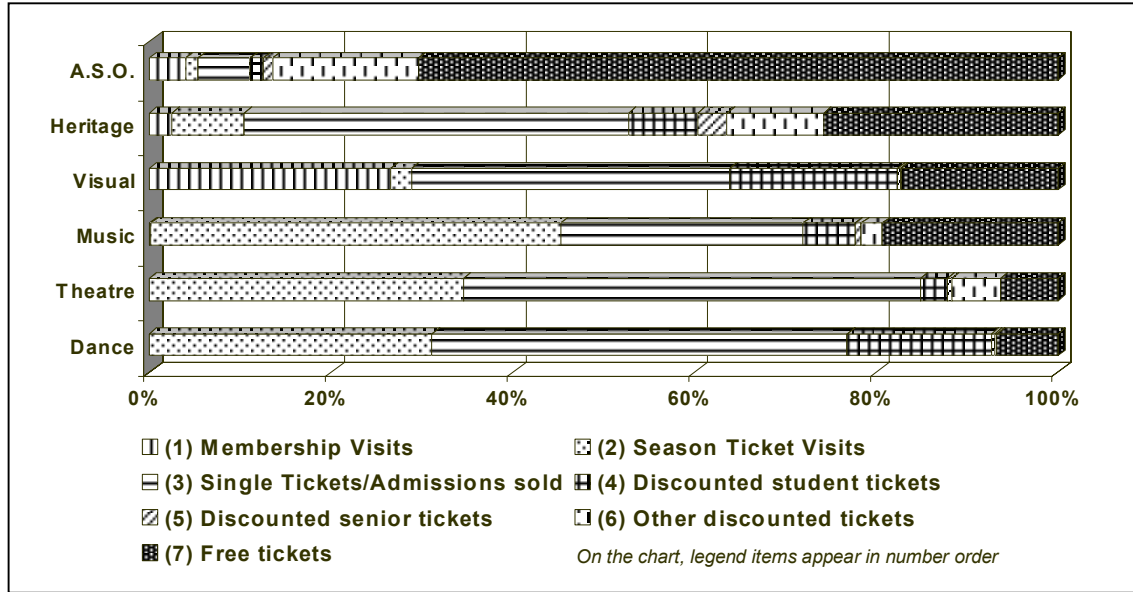 A.S.O.
Heritage
Visual
Music
Theatre
Dance
0% 20% 40% 60% 80% 100%
(1) Membership Visits (2) Season Ticket Visits
(3) Single Tickets/Admissions sold (4) Discounted student tickets
(5) Discounted senior tickets (6) Other discounted tickets
(7) Free tickets On the chart, legend items appear in number order